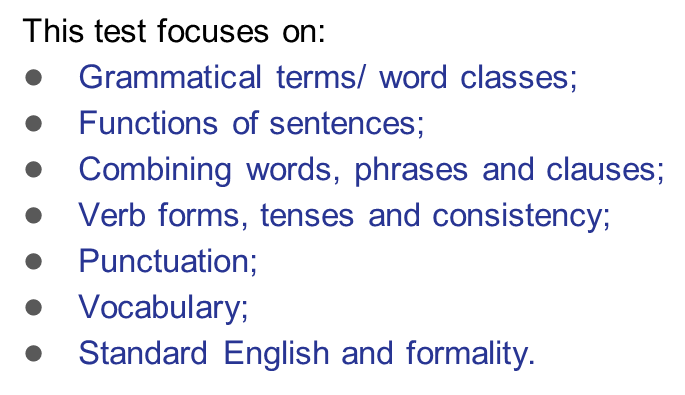 This test focuses on:
● Grammatical terms/ word classes;
● Functions of sentences;
● Combining words, phrases and clauses;
● Verb forms, tenses and consistency;
● Punctuation;
● Vocabulary;
● Standard English and formality.